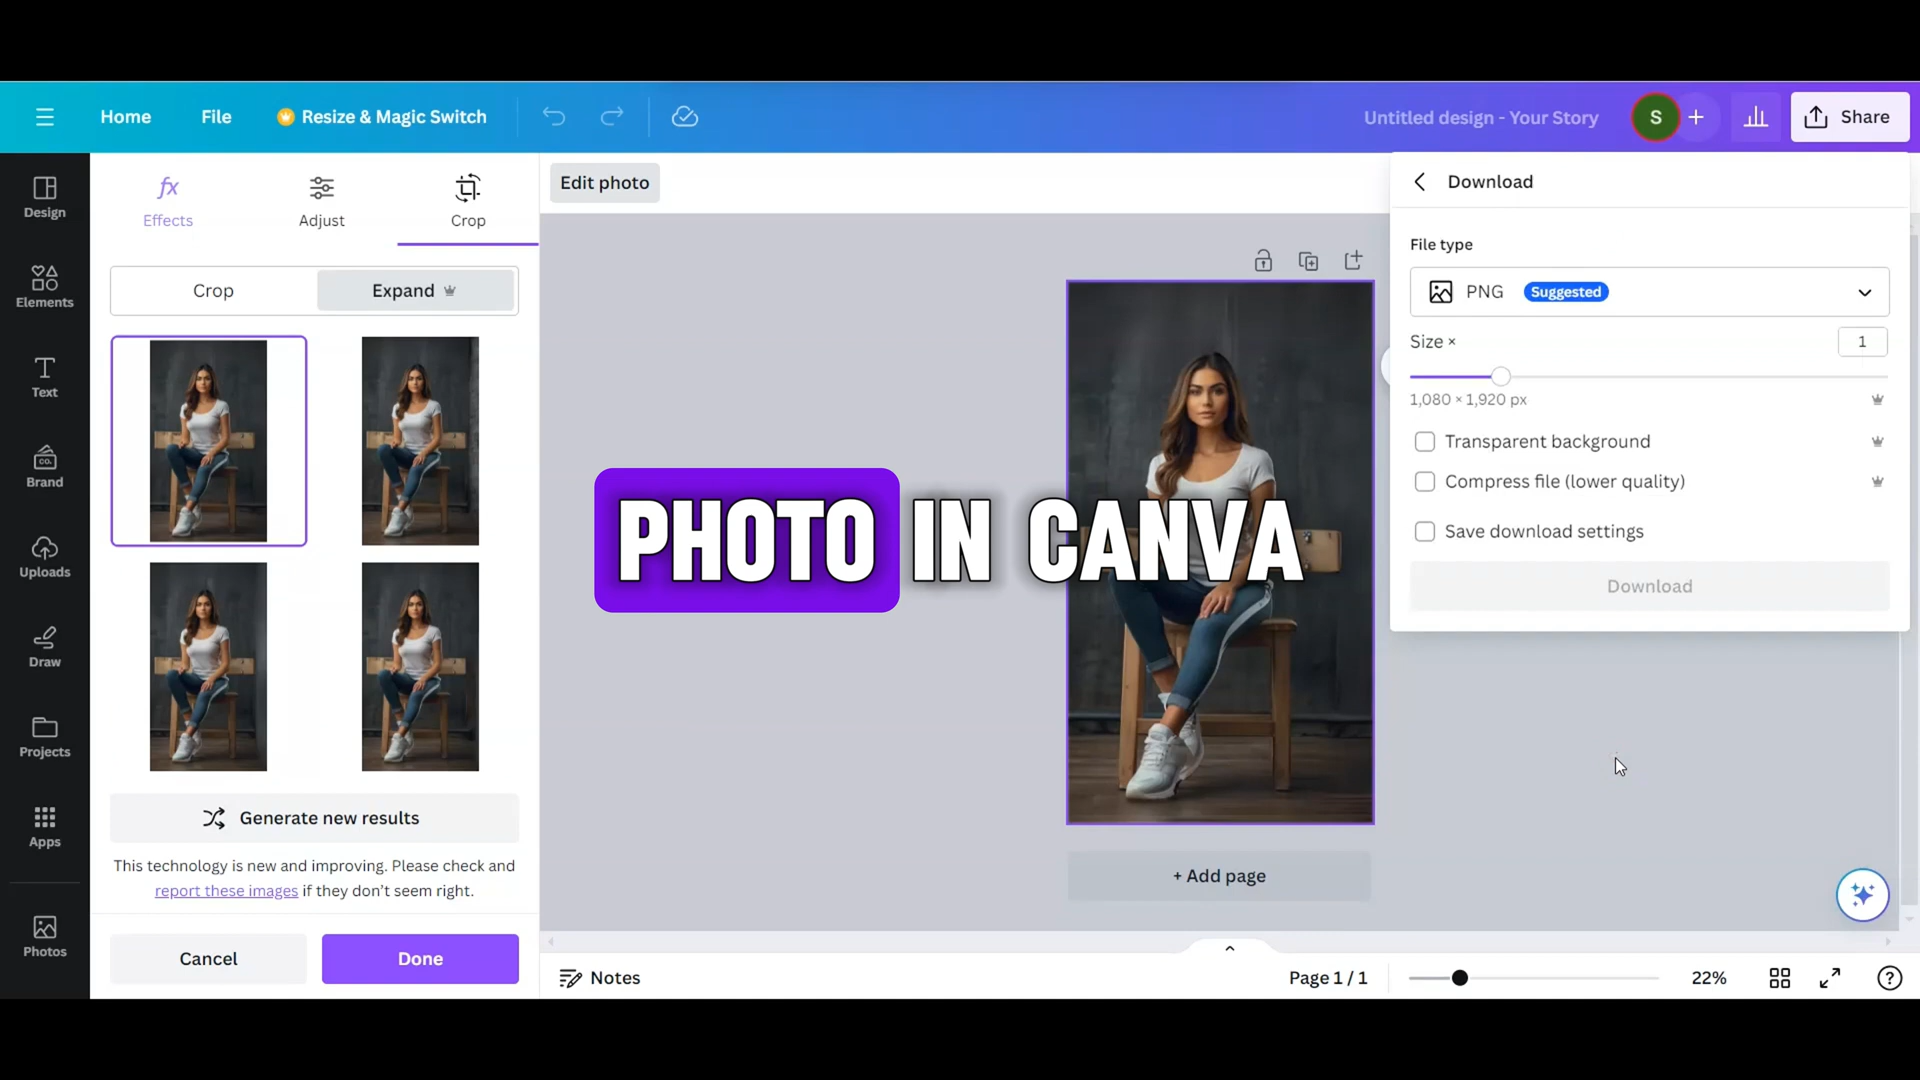 Home
File
Resize & Magic Switch
Untitled design - Your Story
S
+
Share
Design
Elements
Text
CO.
Brand
Uploads
Draw
Projects
Apps
Photos
fx
Effects
Adjust
Crop
Crop
Expand
Generate new results
This technology is new and improving. Please check and
report these images if they don't seem right.
Cancel
Done
Edit photo
PHOTO IN CANVA
+ Add page
Notes
Page 1 / 1
22%
?
Download
File type
PNG Suggested
Size ×
1
1,080 × 1,920 px
Transparent background
Compress file (lower quality)
Save download settings
Download